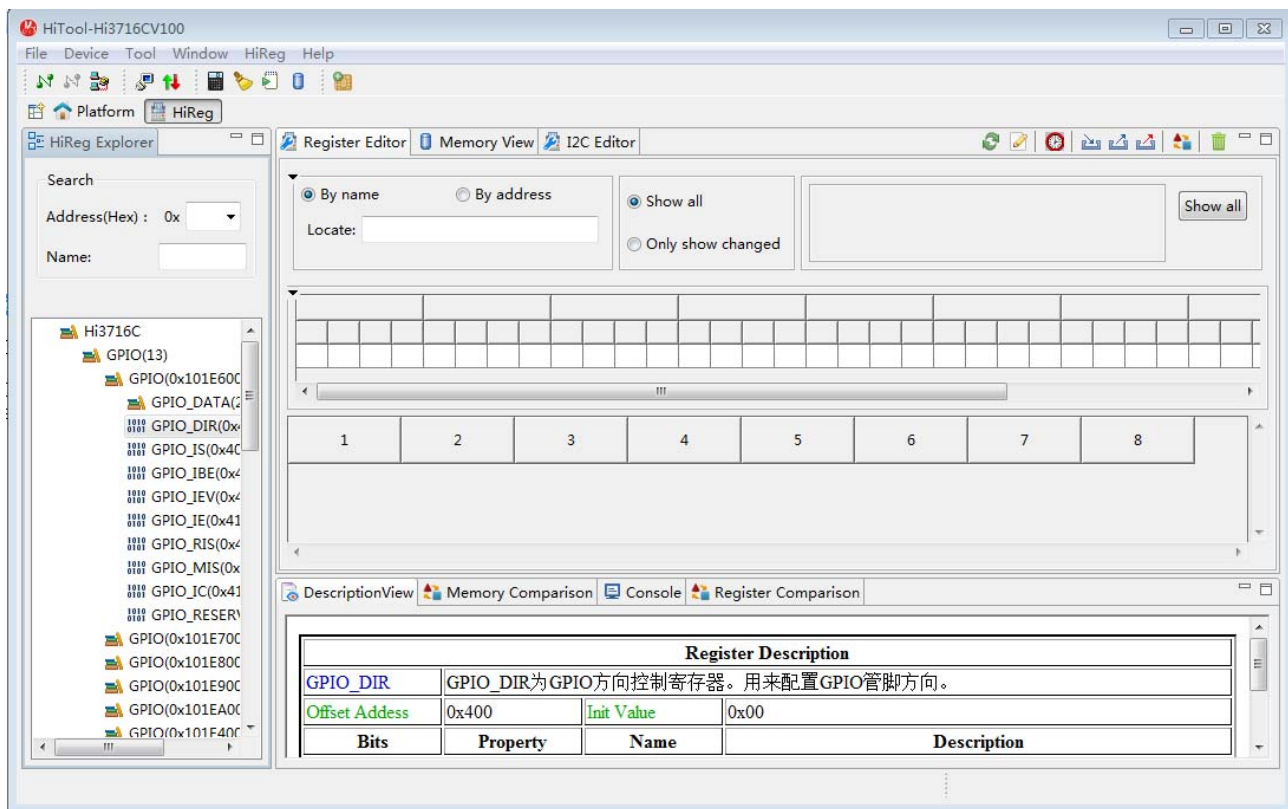 HiTool-Hi3716CV100
File Device Tool Window HiReg Help
Platform HiReg
HiReg Explorer
Register Editor Memory View I2C Editor
Search
Address(Hex) : 0x
Name:
By name By address
Locate:
Show all
Only show changed
Show all
Hi3716C
GPIO(13)
GPIO(0x101E600
GPIO_DATA(2
GPIO_DIR(0x4
GPIO_IS(0x40
GPIO_IBE(0x4
GPIO_IEV(0x4
GPIO_IE(0x41
GPIO_RIS(0x4
GPIO_MIS(0x
GPIO_IC(0x41
GPIO_RESERV
GPIO(0x101E700
GPIO(0x101E800
GPIO(0x101E900
GPIO(0x101EA00
GPIO(0x101F400
1 2 3 4 5 6 7 8
DescriptionView Memory Comparison Console Register Comparison
Register Description
GPIO_DIR GPIO_DIR为GPIO方向控制寄存器。用来配置GPIO管脚方向。
Offset Addess 0x400 Init Value 0x00
Bits Property Name Description